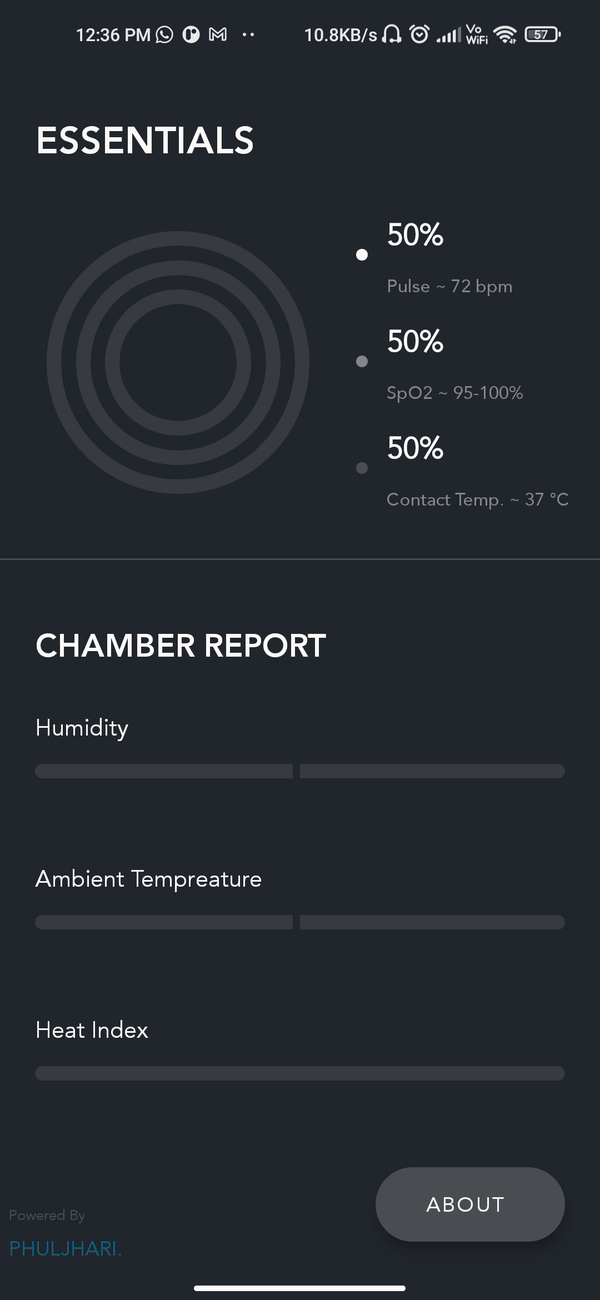 12:36 PM 10.8KB/s Vo WiFi 57
ESSENTIALS
50%
Pulse ~ 72 bpm
50%
SpO2 ~ 95-100%
50%
Contact Temp. ~ 37 °C
CHAMBER REPORT
Humidity
Ambient Tempreature
Heat Index
ABOUT
Powered By
PHULJHARI.